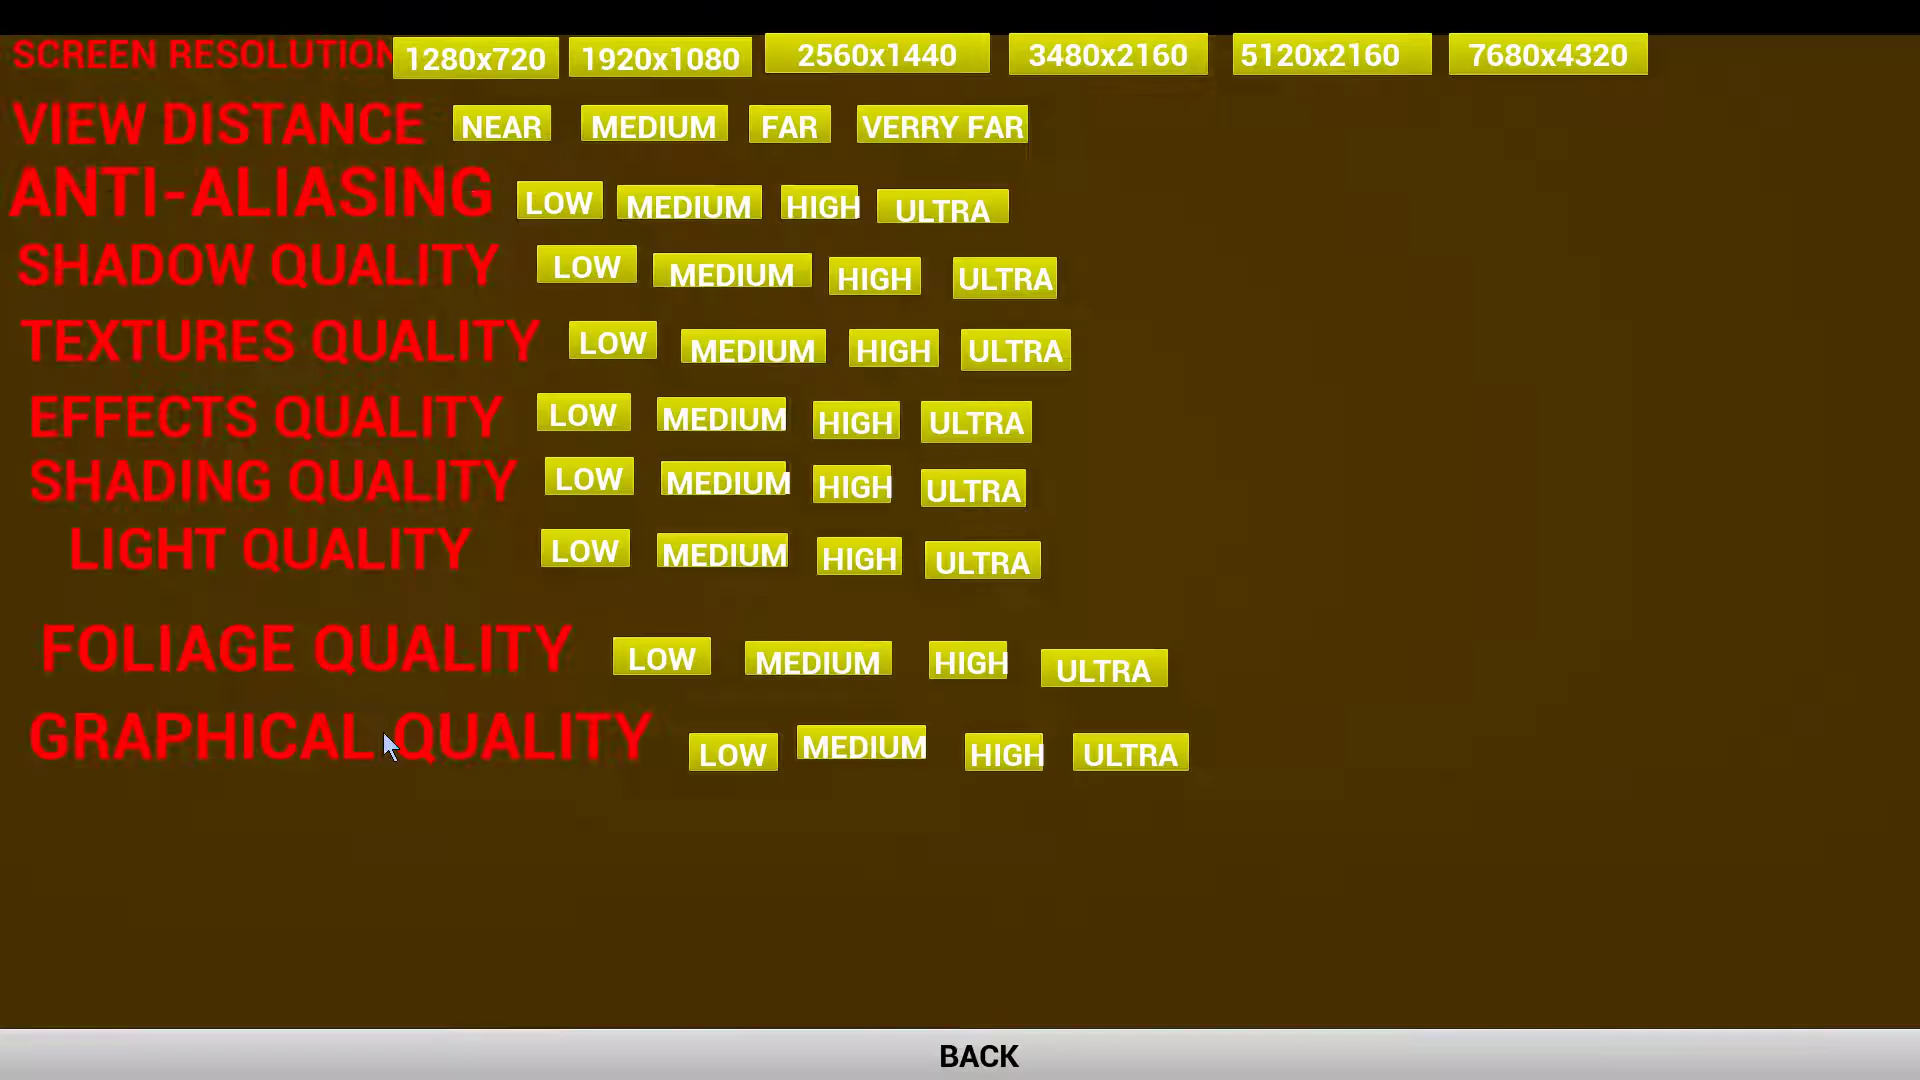 SCREEN RESOLUTION 1280x720 1920x1080 2560x1440 3480x2160 5120x2160 7680x4320
VIEW DISTANCE NEAR MEDIUM FAR VERRY FAR
ANTI-ALIASING LOW MEDIUM HIGH ULTRA
SHADOW QUALITY LOW MEDIUM HIGH ULTRA
TEXTURES QUALITY LOW MEDIUM HIGH ULTRA
EFFECTS QUALITY LOW MEDIUM HIGH ULTRA
SHADING QUALITY LOW MEDIUM HIGH ULTRA
LIGHT QUALITY LOW MEDIUM HIGH ULTRA
FOLIAGE QUALITY LOW MEDIUM HIGH ULTRA
GRAPHICAL QUALITY LOW MEDIUM HIGH ULTRA
BACK